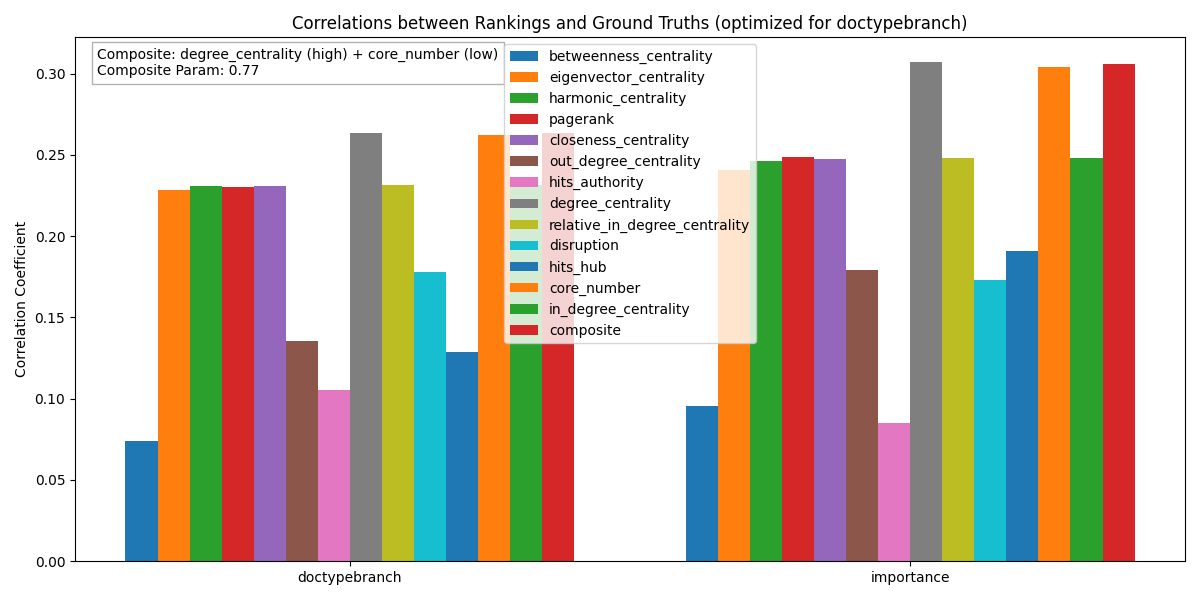 Correlations between Rankings and Ground Truths (optimized for doctypebranch)
Composite: degree_centrality (high) + core_number (low)
Composite Param: 0.77
betweenness_centrality
eigenvector_centrality
harmonic_centrality
pagerank
closeness_centrality
out_degree_centrality
hits_authority
degree_centrality
relative_in_degree_centrality
disruption
hits_hub
core_number
in_degree_centrality
composite
Correlation Coefficient
0.30
0.25
0.20
0.15
0.10
0.05
0.00
doctypebranch
importance